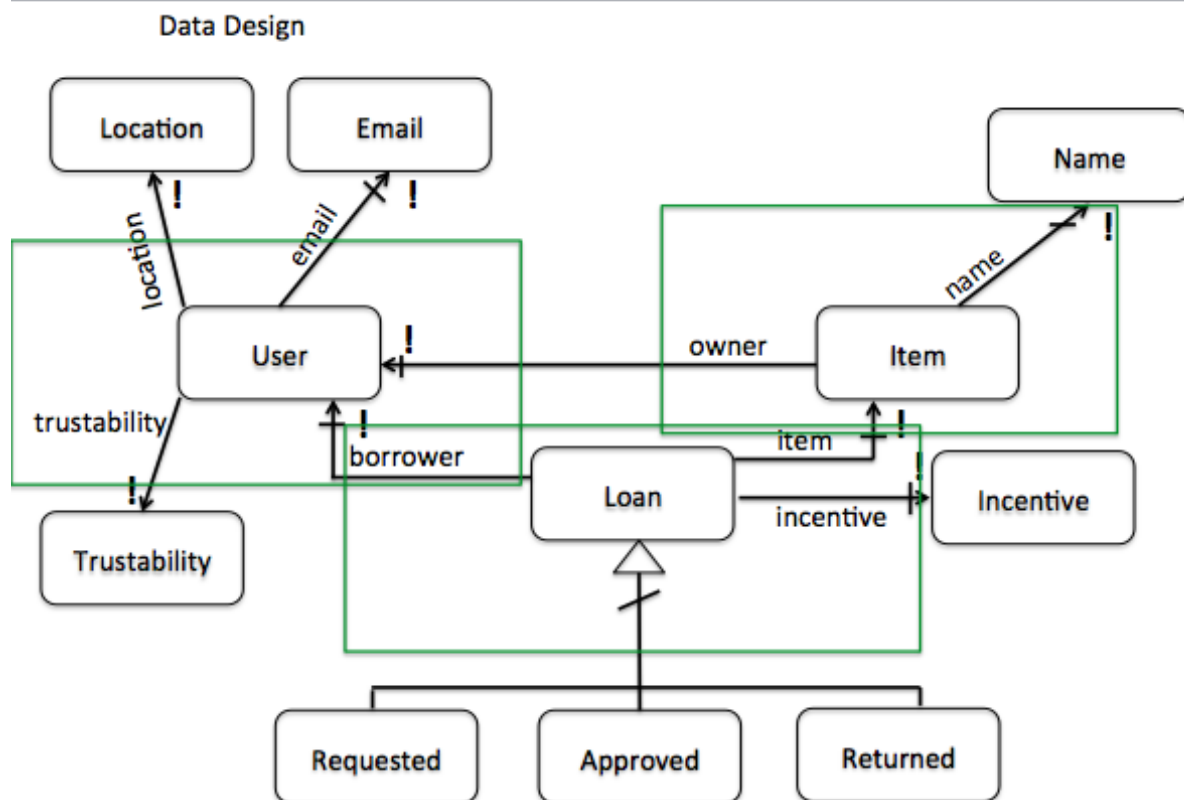 Data Design
Location
Email
Name
!
!
!
location
email
name
!
owner
User
Item
trustability
!
!
borrower
item
!
!
Loan
incentive
Incentive
Trustability
Requested
Approved
Returned